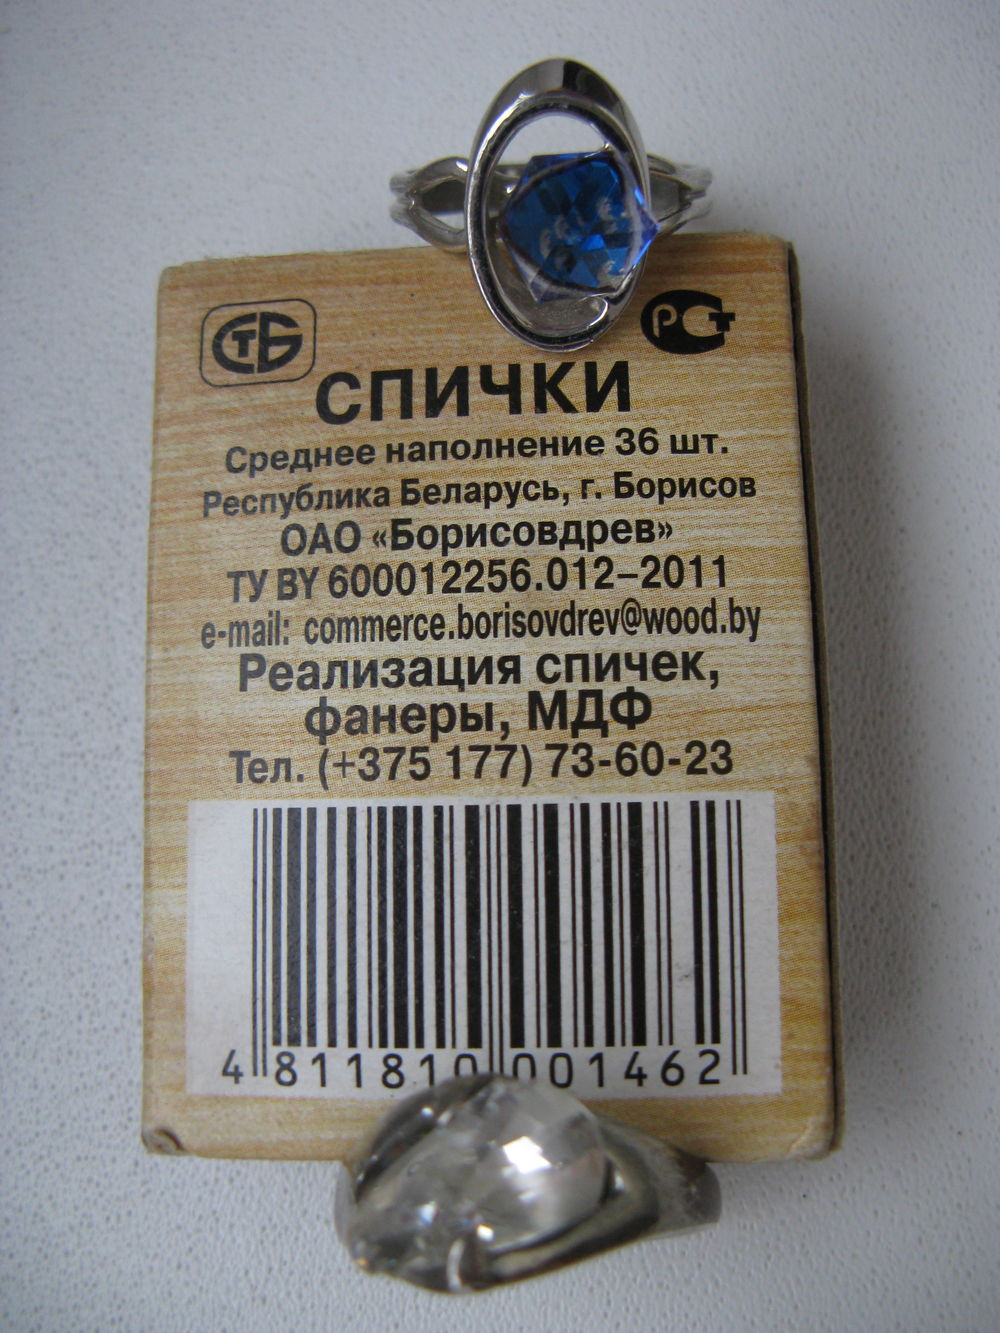 СТБ
РСТ
СПИЧКИ
Среднее наполнение 36 шт.
Республика Беларусь, г. Борисов
ОАО «Борисовдрев»
ТУ BY 600012256.012–2011
e-mail: commerce.borisovdrev@wood.by
Реализация спичек,
фанеры, МДФ
Тел. (+375 177) 73-60-23
4 811810 001462